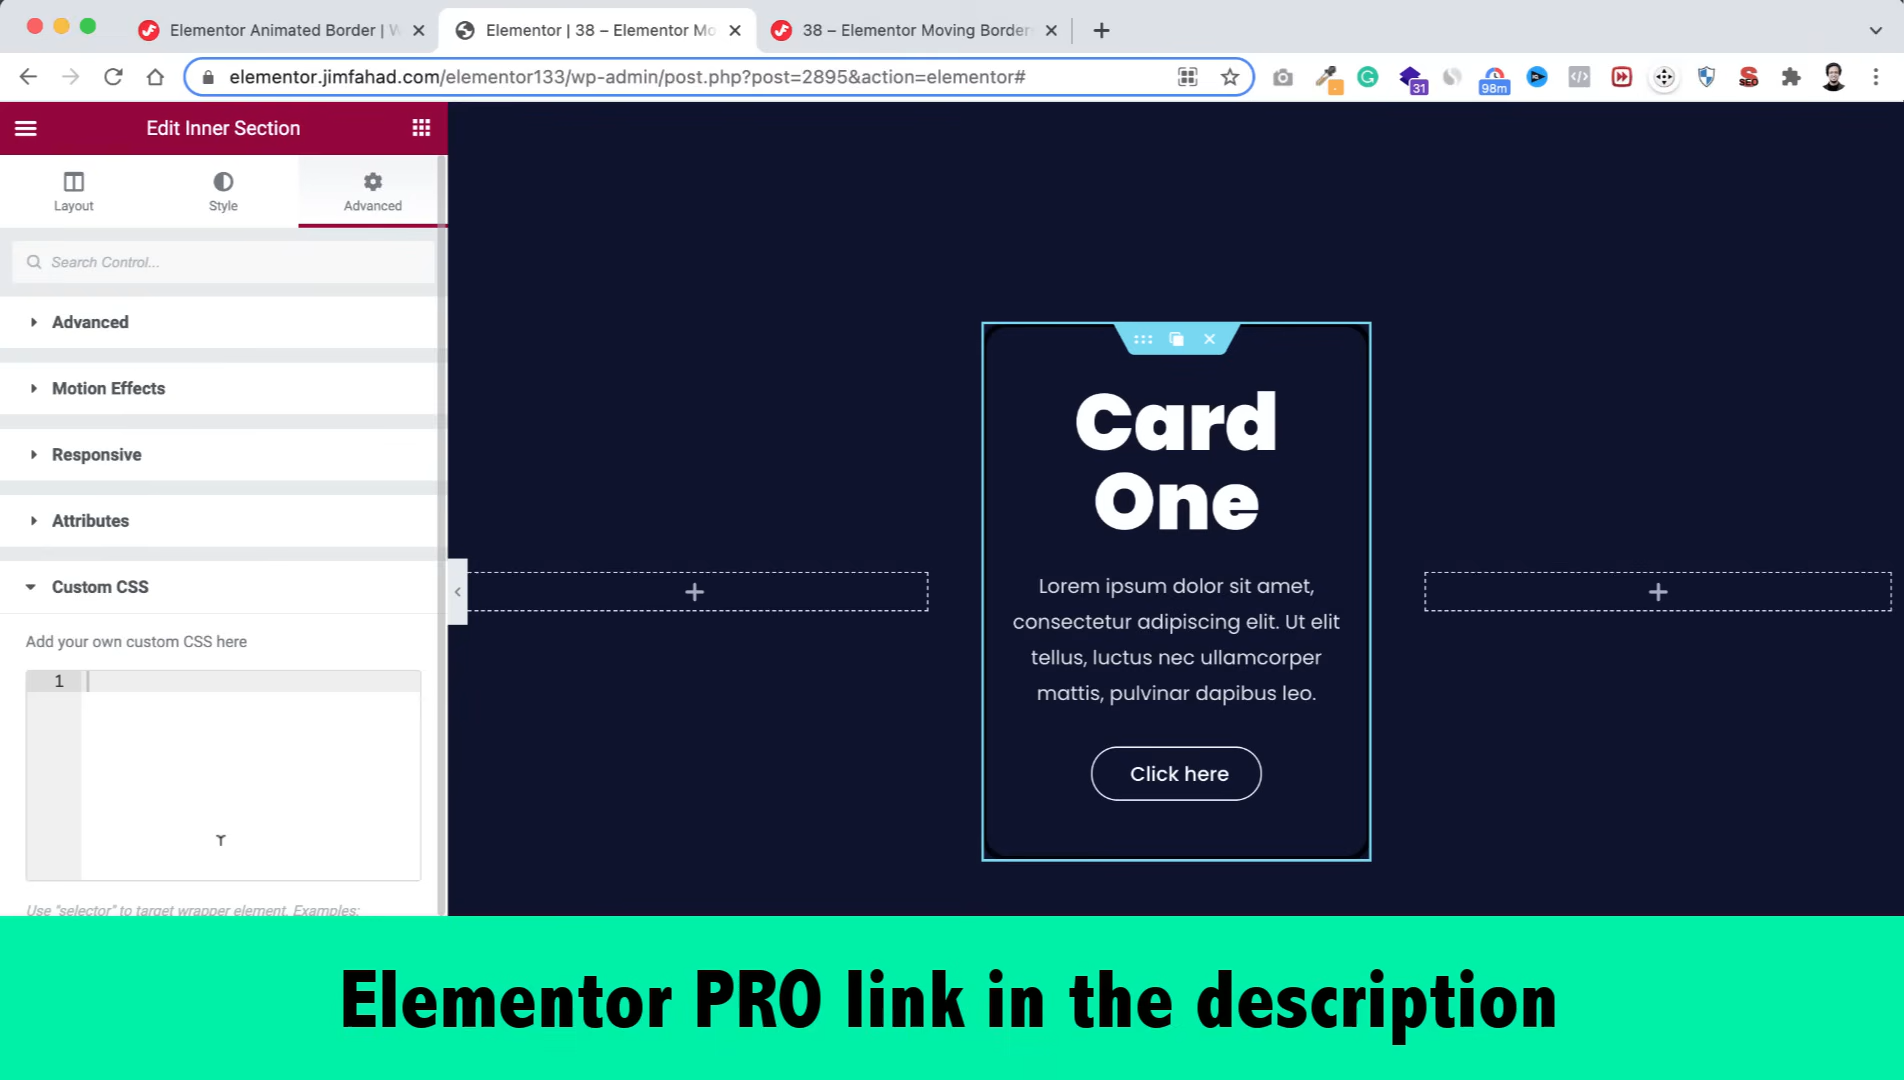 Elementor Animated Border | W
Elementor | 38 – Elementor Mo
38 – Elementor Moving Border
elementor.jimfahad.com/elementor133/wp-admin/post.php?post=2895&action=elementor#
31
98m
SEO
Edit Inner Section
Layout
Style
Advanced
Search Control...
Advanced
Motion Effects
Responsive
Attributes
Custom CSS
Add your own custom CSS here
1
Use "selector" to target wrapper element. Examples:
Card
One
Lorem ipsum dolor sit amet,
consectetur adipiscing elit. Ut elit
tellus, luctus nec ullamcorper
mattis, pulvinar dapibus leo.
Click here
Elementor PRO link in the description